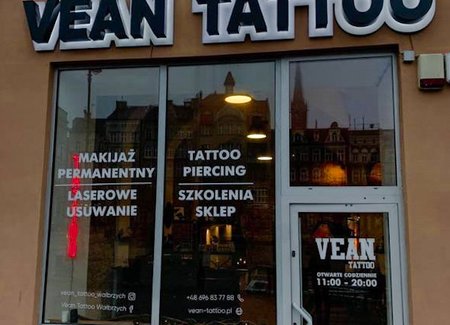 VEAN TATTOO
MAKIJAŻ
PERMANENTNY
LASEROWE
USUWANIE
TATTOO
PIERCING
SZKOLENIA
SKLEP
vean_tattoo_wałbrzych
Vean Tattoo Wałbrzych
+48 696 83 77 88
vean-tattoo.pl
VEAN
TATTOO
OTWARTE CODZIENNIE
11:00 - 20:00